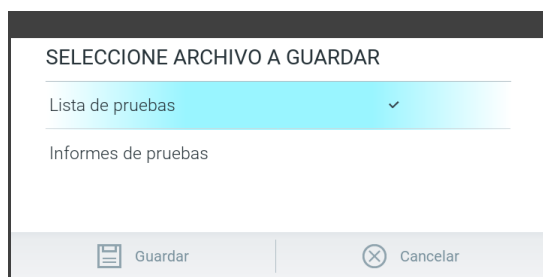 SELECCIONE ARCHIVO A GUARDAR
Lista de pruebas
Informes de pruebas
Guardar
Cancelar